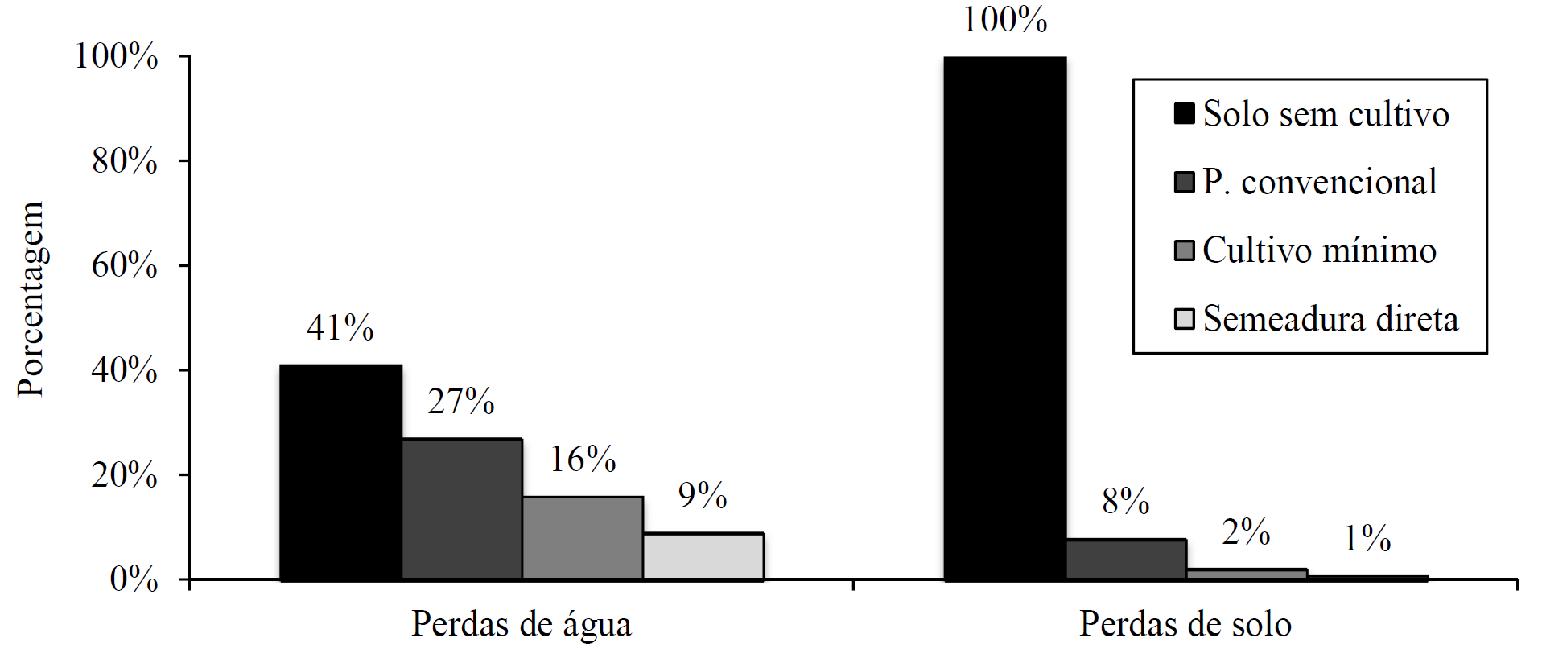 100%
100%
80%
60%
40%
20%
0%
Porcentagem
41%
27%
16%
9%
8%
2%
1%
Solo sem cultivo
P. convencional
Cultivo mínimo
Semeadura direta
Perdas de água
Perdas de solo